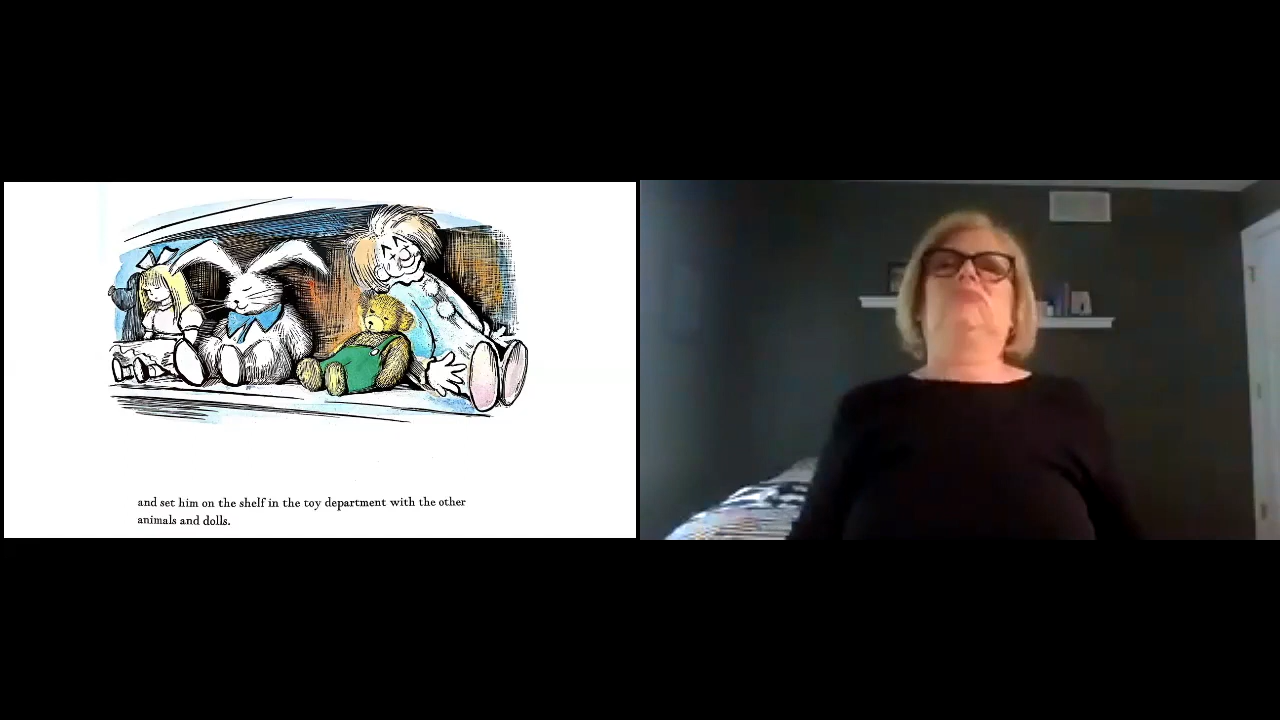 and set him on the shelf in the toy department with the other
animals and dolls.